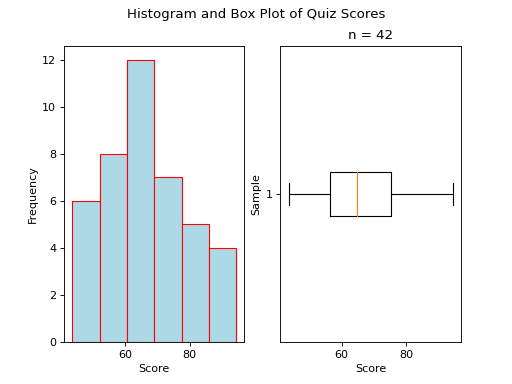 Histogram and Box Plot of Quiz Scores
n = 42
12
10
8
6
4
2
0
Frequency
60 80
Score
Sample
1
60 80
Score